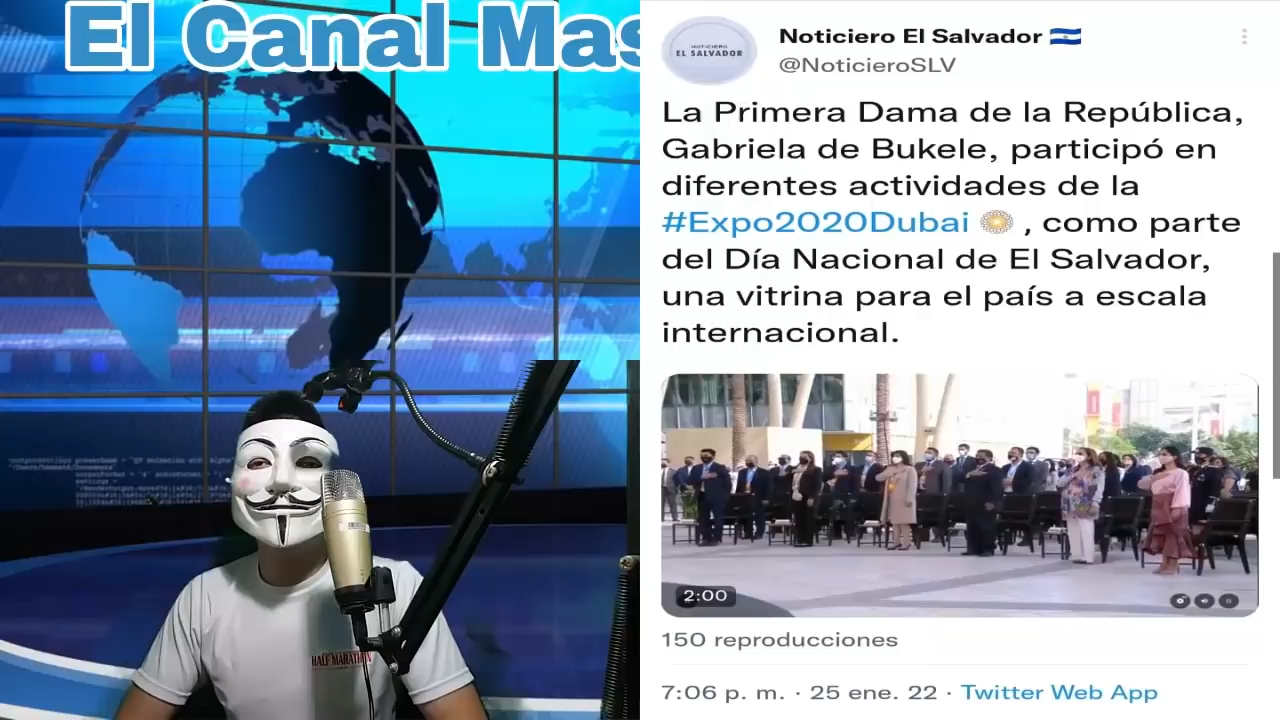 El Canal Mas
HALF MARATHON
NOTICIERO
EL SALVADOR
Noticiero El Salvador
@NoticieroSLV
La Primera Dama de la República,
Gabriela de Bukele, participó en
diferentes actividades de la
#Expo2020Dubai , como parte
del Día Nacional de El Salvador,
una vitrina para el país a escala
internacional.
2:00
150 reproducciones
7:06 p. m. · 25 ene. 22 · Twitter Web App